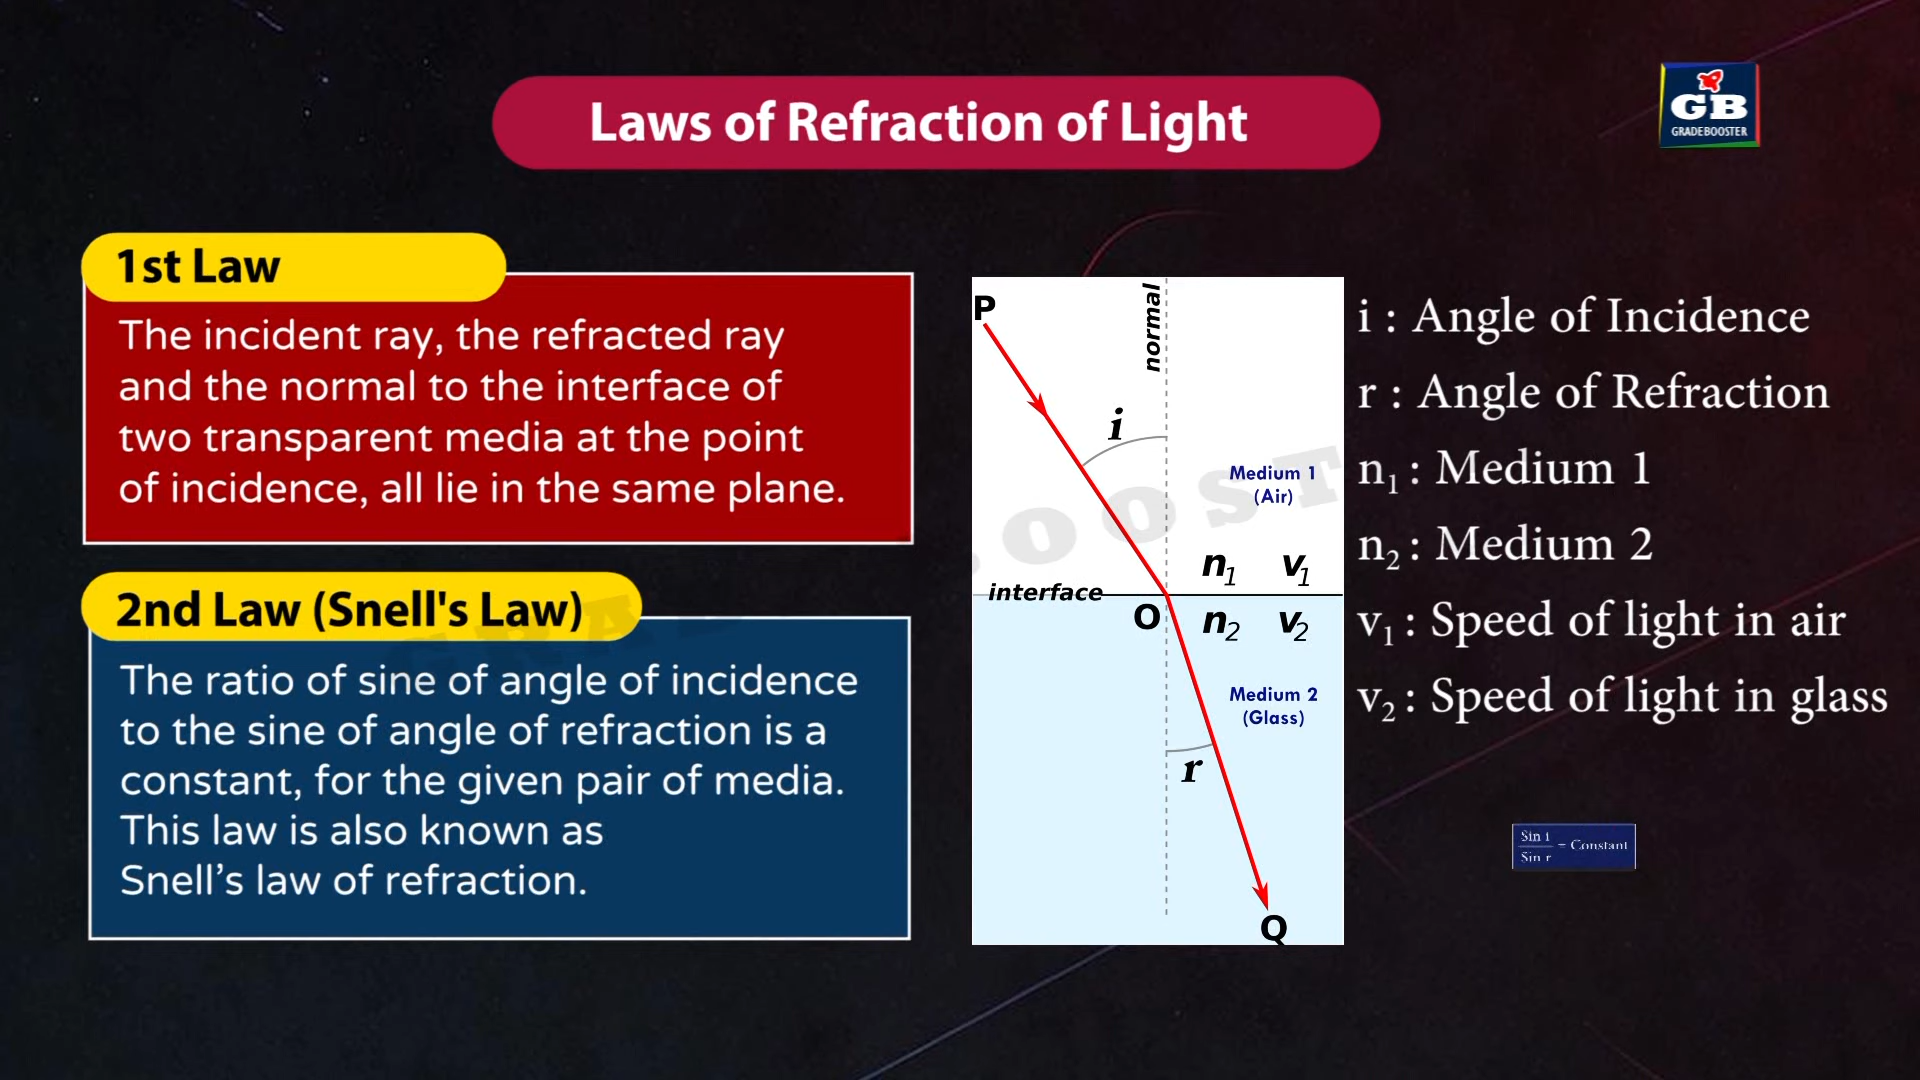 Laws of Refraction of Light
GB
GRADEBOOSTER
1st Law
The incident ray, the refracted ray
and the normal to the interface of
two transparent media at the point
of incidence, all lie in the same plane.
2nd Law (Snell's Law)
The ratio of sine of angle of incidence
to the sine of angle of refraction is a
constant, for the given pair of media.
This law is also known as
Snell’s law of refraction.
P
normal
i
Medium 1
(Air)
n₁ v₁
interface
O
n₂ v₂
Medium 2
(Glass)
r
Q
i : Angle of Incidence
r : Angle of Refraction
n₁ : Medium 1
n₂ : Medium 2
v₁ : Speed of light in air
v₂ : Speed of light in glass
Sin i
Sin r
= Constant